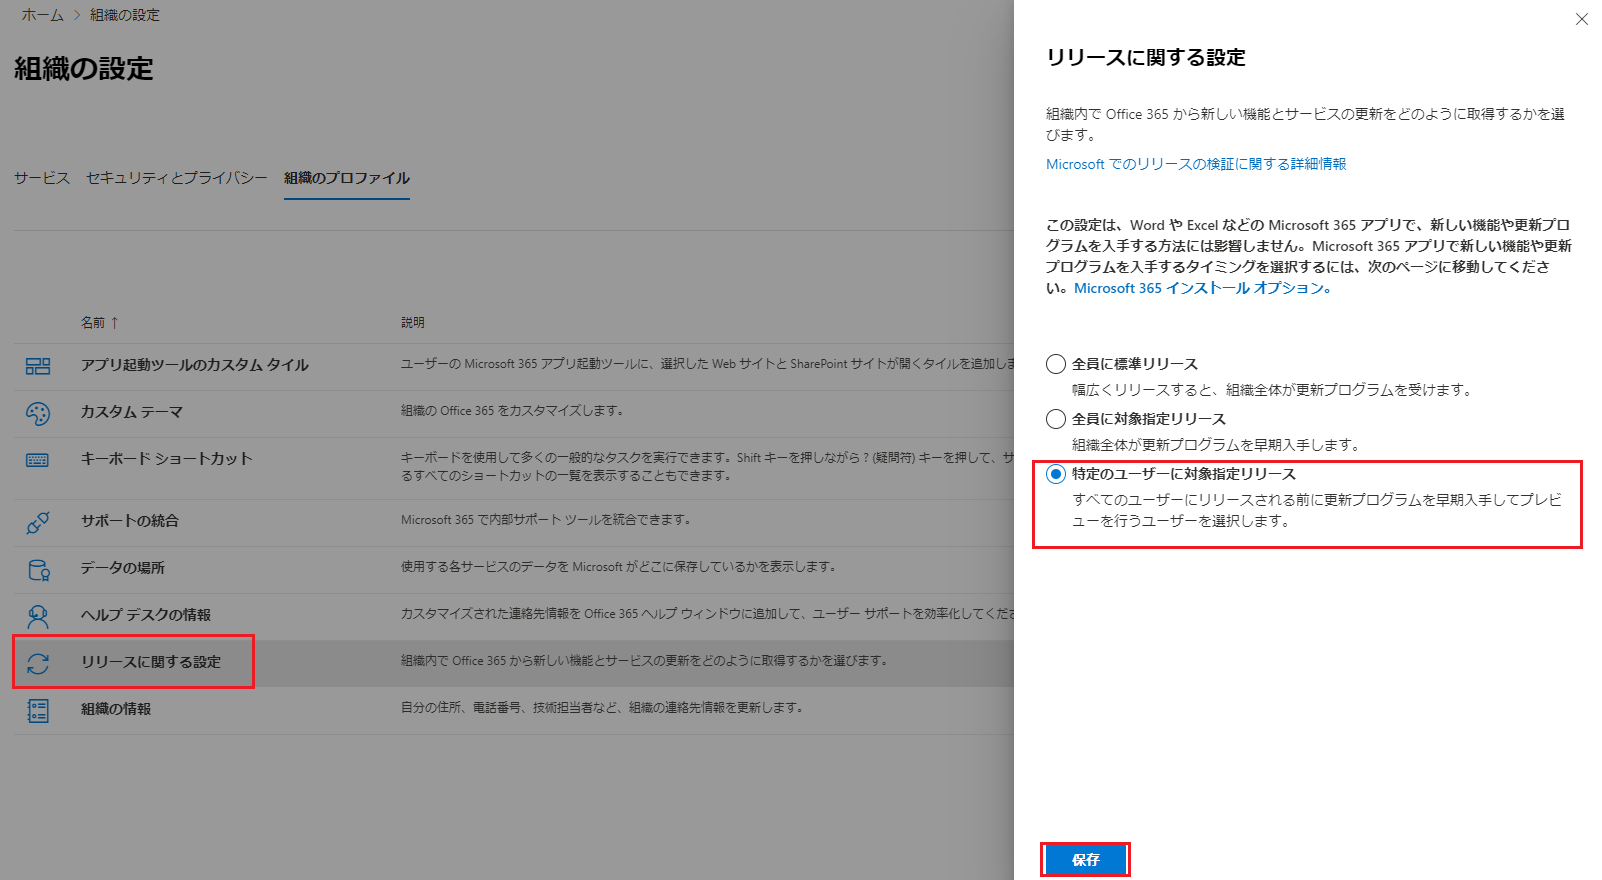 ホーム > 組織の設定
組織の設定
サービス セキュリティとプライバシー 組織のプロファイル
名前 ↑ 説明
アプリ起動ツールのカスタム タイル ユーザーの Microsoft 365 アプリ起動ツールに、選択した Web サイトと SharePoint サイトが開くタイルを追加しま
カスタム テーマ 組織の Office 365 をカスタマイズします。
キーボード ショートカット キーボードを使用して多くの一般的なタスクを実行できます。Shift キーを押しながら ? (疑問符) キーを押して、サ
るすべてのショートカットの一覧を表示することもできます。
サポートの統合 Microsoft 365 で内部サポート ツールを統合できます。
データの場所 使用する各サービスのデータを Microsoft がどこに保存しているかを表示します。
ヘルプ デスクの情報 カスタマイズされた連絡先情報を Office 365 ヘルプ ウィンドウに追加して、ユーザー サポートを効率化してくださ
リリースに関する設定 組織内で Office 365 から新しい機能とサービスの更新をどのように取得するかを選びます。
組織の情報 自分の住所、電話番号、技術担当者など、組織の連絡先情報を更新します。
リリースに関する設定
組織内で Office 365 から新しい機能とサービスの更新をどのように取得するかを選
びます。
Microsoft でのリリースの検証に関する詳細情報
この設定は、Word や Excel などの Microsoft 365 アプリで、新しい機能や更新プロ
グラムを入手する方法には影響しません。Microsoft 365 アプリで新しい機能や更新
プログラムを入手するタイミングを選択するには、次のページに移動してくださ
い。Microsoft 365 インストール オプション。
全員に標準リリース
幅広くリリースすると、組織全体が更新プログラムを受けます。
全員に対象指定リリース
組織全体が更新プログラムを早期入手します。
特定のユーザーに対象指定リリース
すべてのユーザーにリリースされる前に更新プログラムを早期入手してプレビ
ューを行うユーザーを選択します。
保存